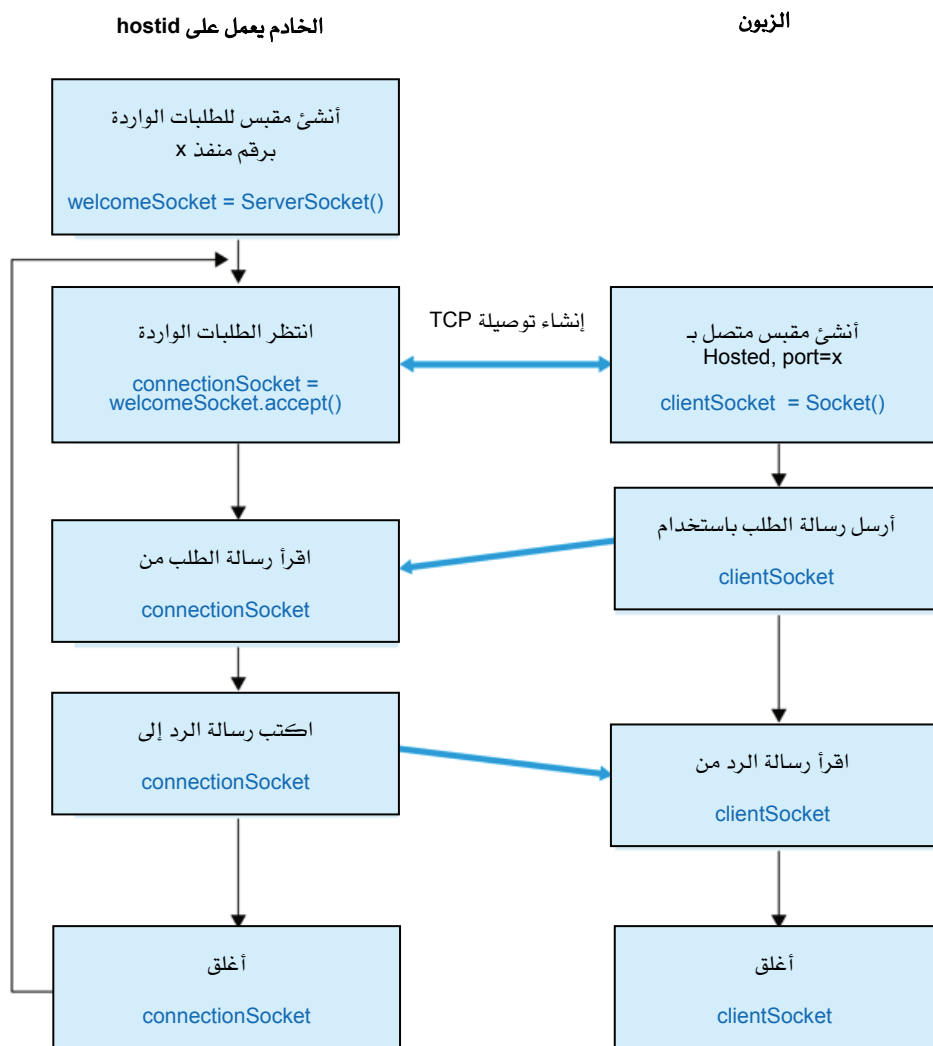 الخادم يعمل على hostid
الزبون
أنشئ مقبس للطلبات الواردة
برقم منفذ x
welcomeSocket = ServerSocket()
انتظر الطلبات الواردة
connectionSocket =
welcomeSocket.accept()
إنشاء توصيلة TCP
أنشئ مقبس متصل بـ
Hosted, port=x
clientSocket = Socket()
أرسل رسالة الطلب باستخدام
clientSocket
اقرأ رسالة الطلب من
connectionSocket
اكتب رسالة الرد إلى
connectionSocket
اقرأ رسالة الرد من
clientSocket
أغلق
connectionSocket
أغلق
clientSocket